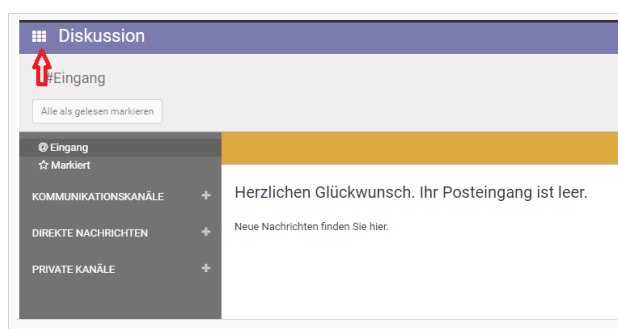 Diskussion
#Eingang
Alle als gelesen markieren
@ Eingang
Markiert
KOMMUNIKATIONSKANÄLE +
DIREKTE NACHRICHTEN +
PRIVATE KANÄLE +
Herzlichen Glückwunsch. Ihr Posteingang ist leer.
Neue Nachrichten finden Sie hier.